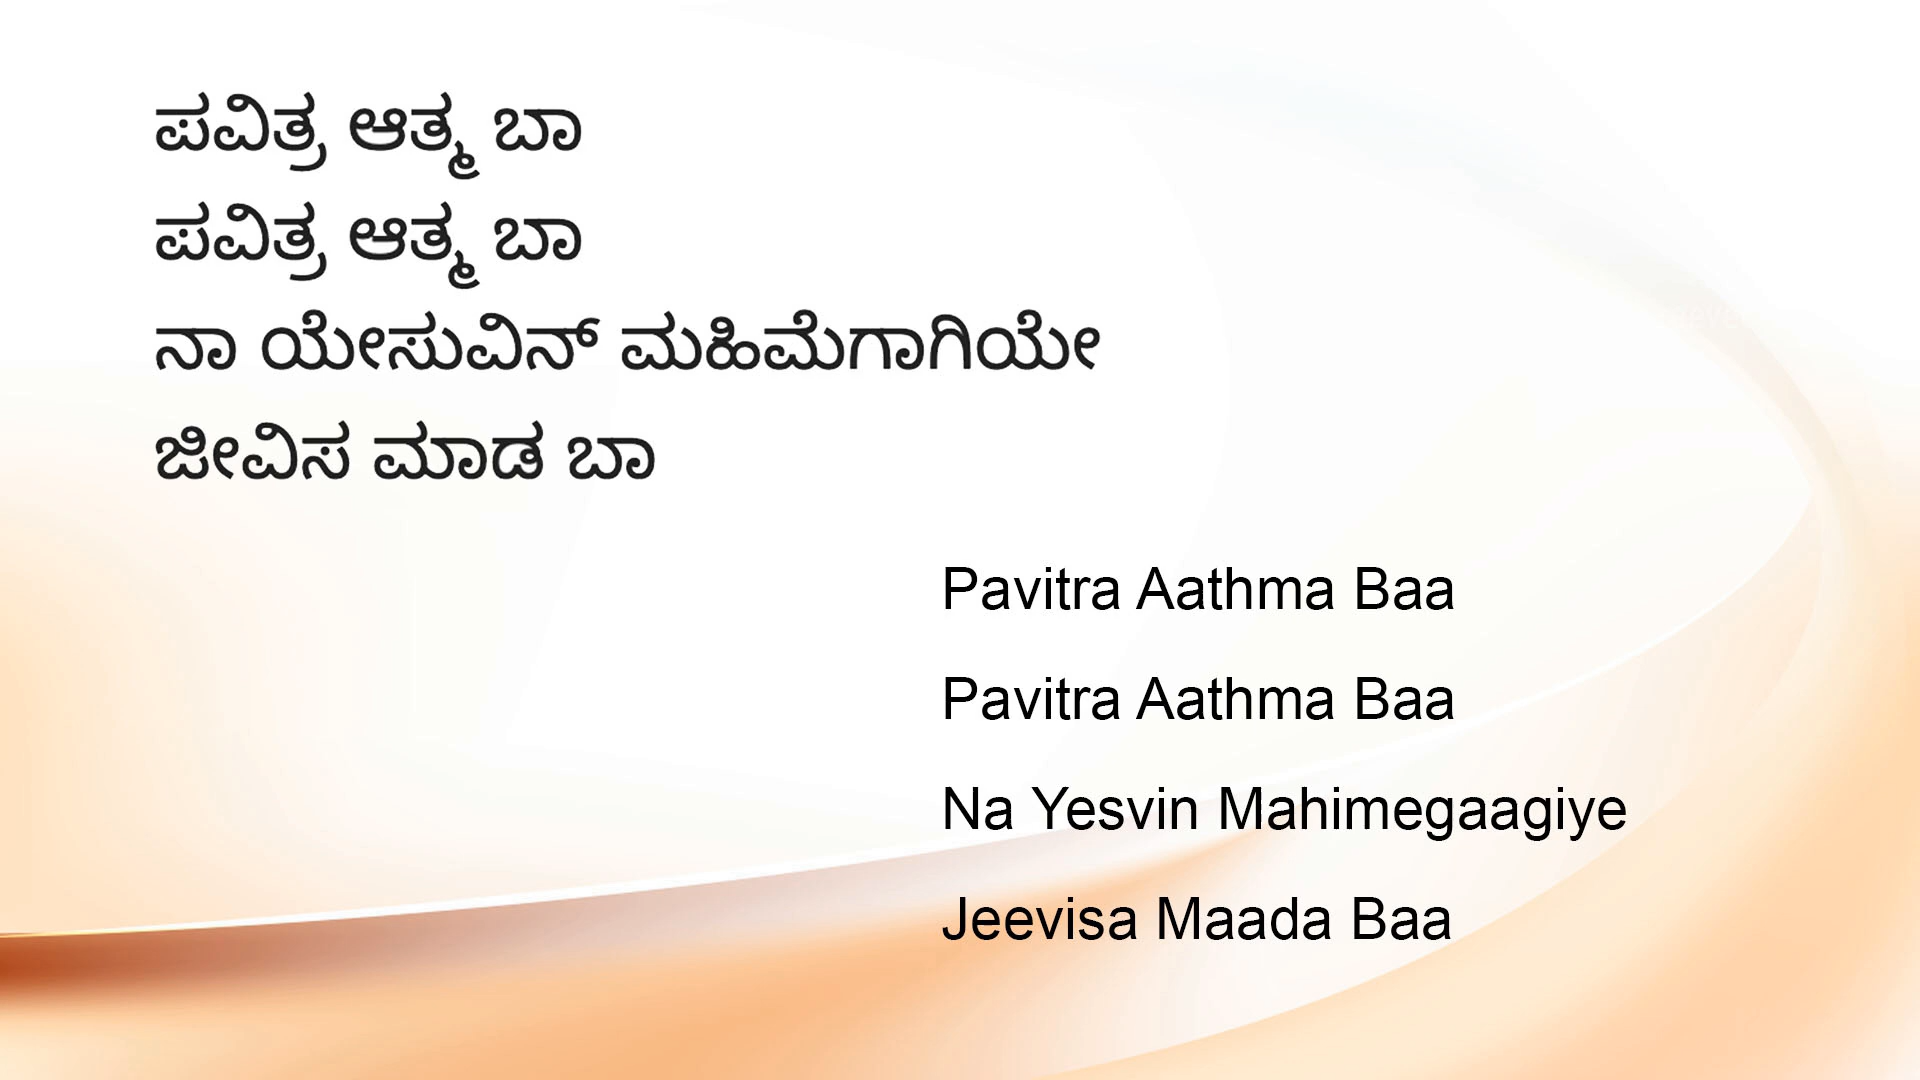 ಪವಿತ್ರ ಆತ್ಮ ಬಾ
ಪವಿತ್ರ ಆತ್ಮ ಬಾ
ನಾ ಯೇಸುವಿನ್ ಮಹಿಮೆಗಾಗಿಯೇ
ಜೀವಿಸ ಮಾಡ ಬಾ
Pavitra Aathma Baa
Pavitra Aathma Baa
Na Yesvin Mahimegaagiye
Jeevisa Maada Baa